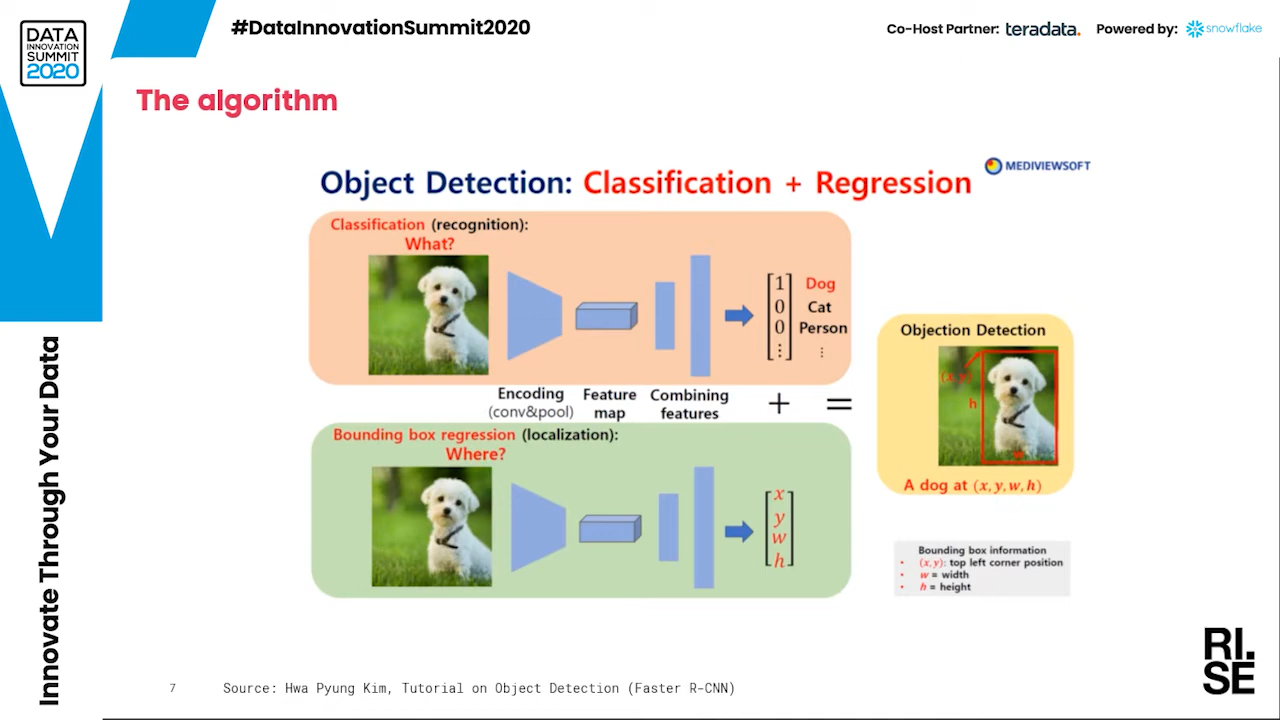 DATA
INNOVATION
SUMMIT
2020
#DataInnovationSummit2020
Co-Host Partner: teradata. Powered by: snowflake
The algorithm
MEDIVIEWSOFT
Object Detection: Classification + Regression
Classification (recognition):
What?
[1 0 0 ⋮]
Dog
Cat
Person
⋮
Encoding
(conv&pool)
Feature
map
Combining
features
+ =
Bounding box regression (localization):
Where?
[x y w h]
Objection Detection
(x, y)
h
w
A dog at (x, y, w, h)
Bounding box information
• (x, y): top left corner position
• w = width
• h = height
Innovate Through Your Data
RI.
SE
7 Source: Hwa Pyung Kim, Tutorial on Object Detection (Faster R-CNN)